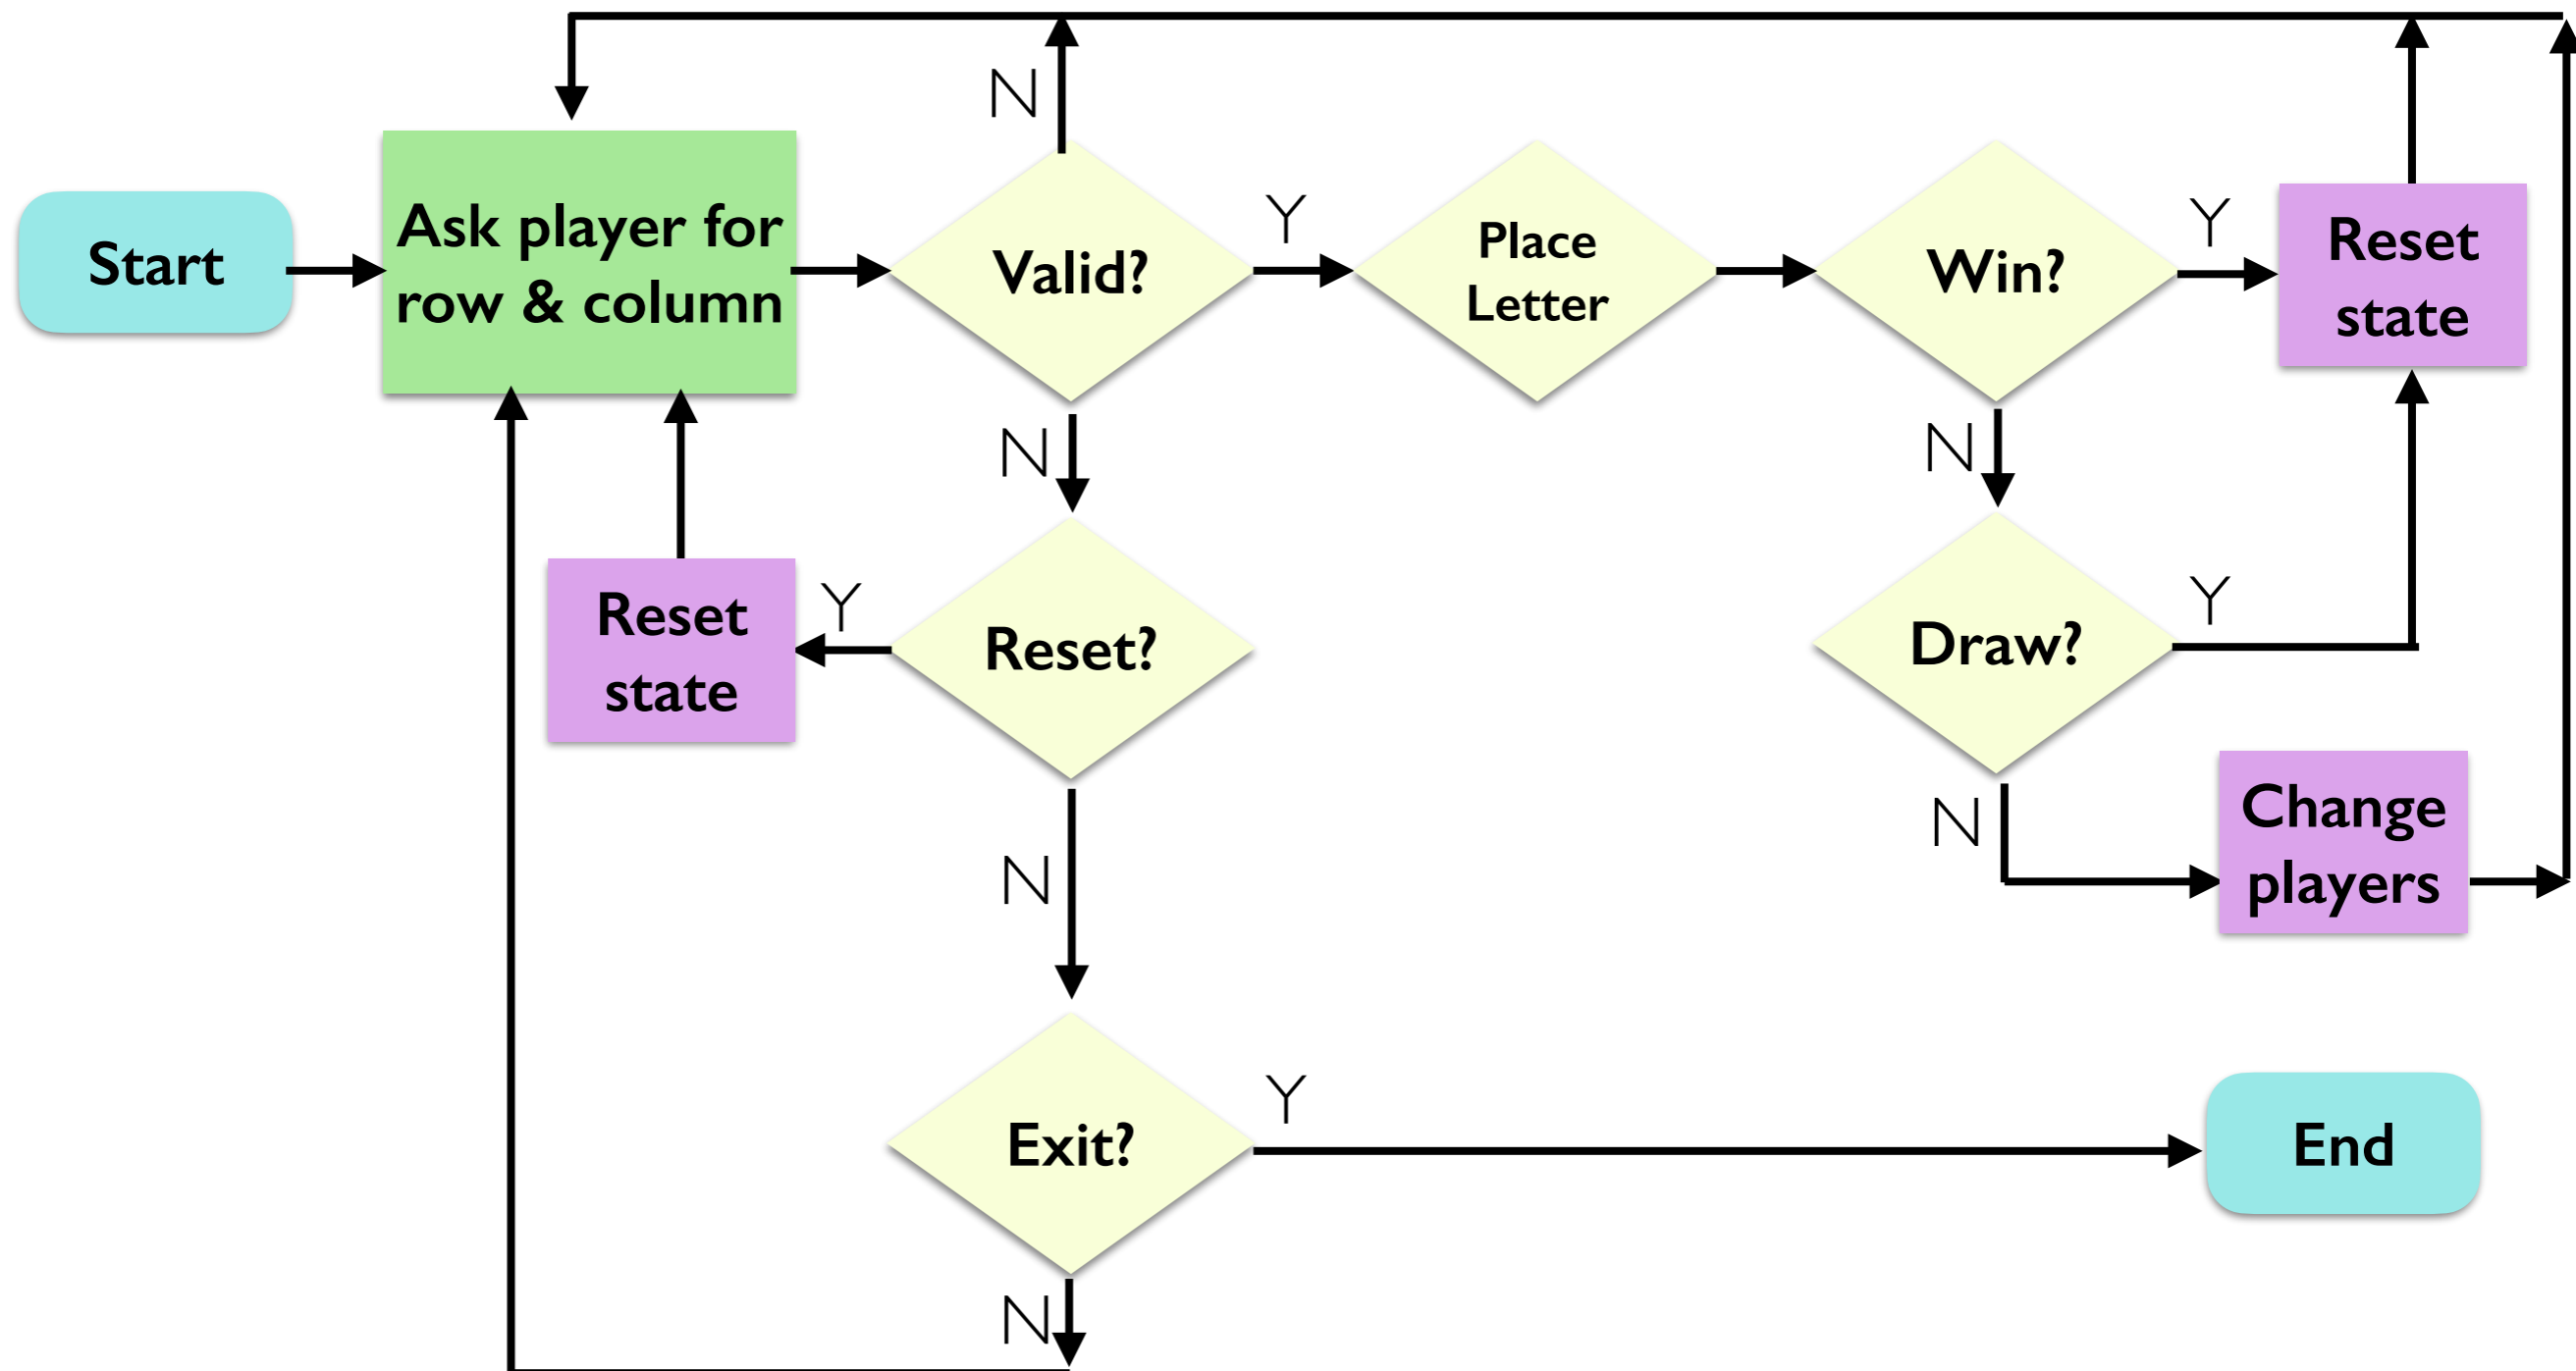 N
Start
Ask player for
row & column
Valid?
Y
Place
Letter
Win?
Y
Reset
state
N
N
Reset
state
Y
Reset?
Draw?
Y
N
N
Change
players
Exit?
Y
End
N